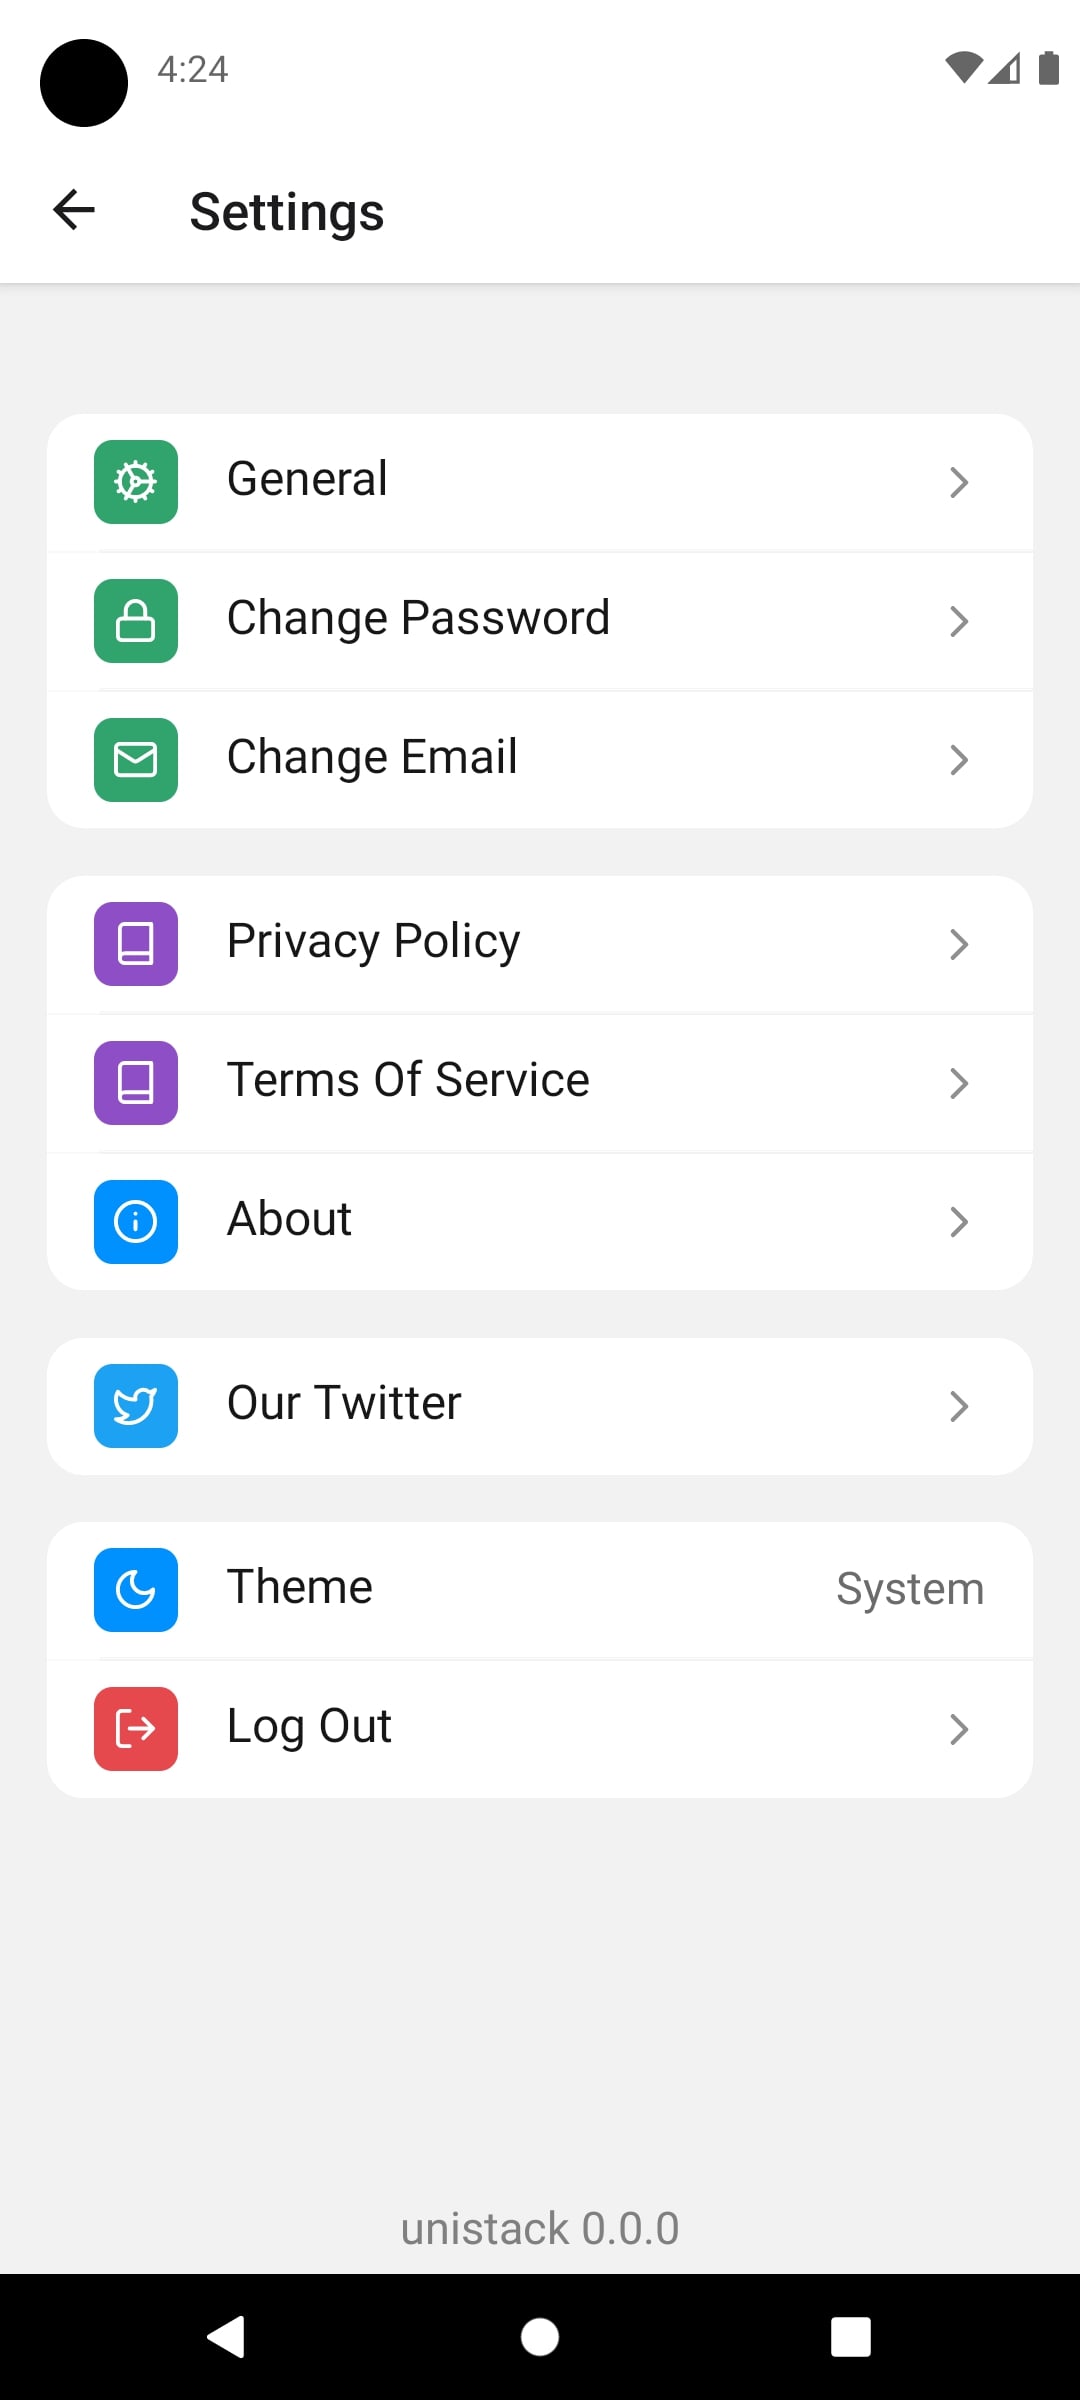 4:24
Settings
General
Change Password
Change Email
Privacy Policy
Terms Of Service
About
Our Twitter
Theme System
Log Out
unistack 0.0.0